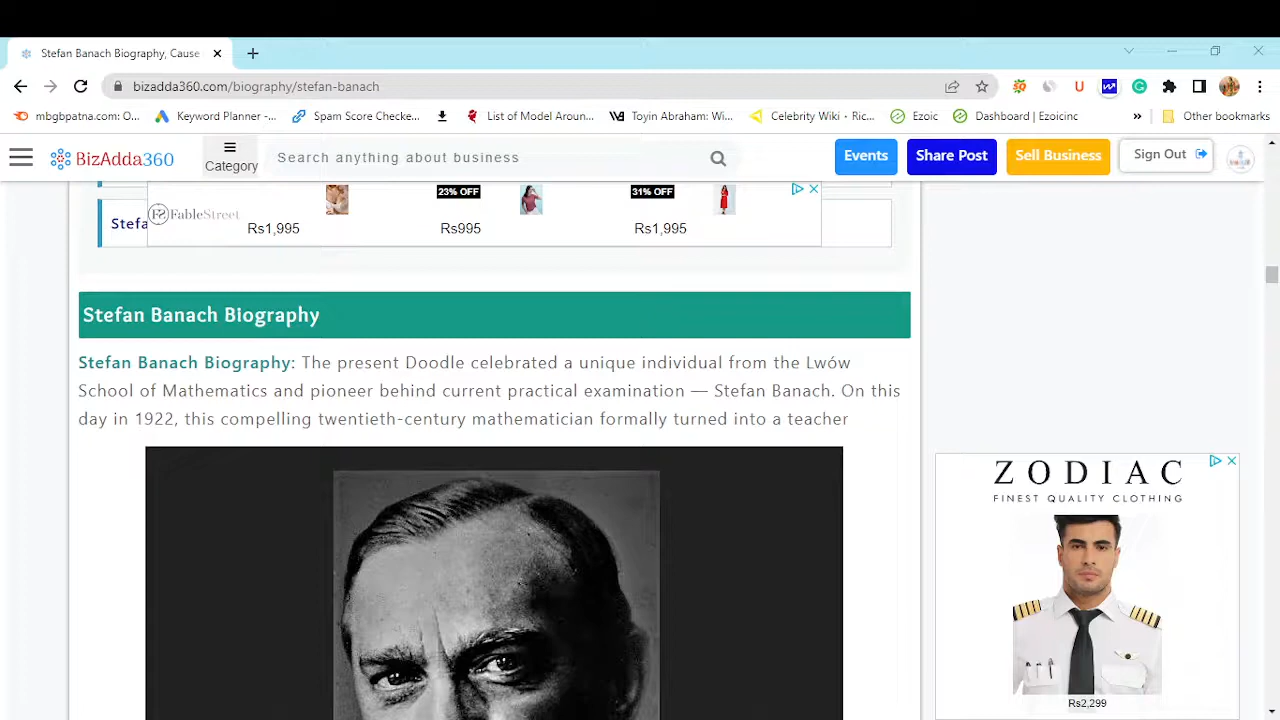 Stefan Banach Biography, Cause
bizadda360.com/biography/stefan-banach
mbgbpatna.com: O...
Keyword Planner -...
Spam Score Checke...
List of Model Aroun...
Toyin Abraham: Wi...
Celebrity Wiki • Ric...
Ezoic
Dashboard | Ezoicinc
»
Other bookmarks
BizAdda360
Category
Search anything about business
Events
Share Post
Sell Business
Sign Out
Stefa
FS FableStreet
Rs1,995
23% OFF
Rs995
31% OFF
Rs1,995
Stefan Banach Biography
Stefan Banach Biography: The present Doodle celebrated a unique individual from the Lwów
School of Mathematics and pioneer behind current practical examination — Stefan Banach. On this
day in 1922, this compelling twentieth-century mathematician formally turned into a teacher
ZODIAC
FINEST QUALITY CLOTHING
Rs2,299